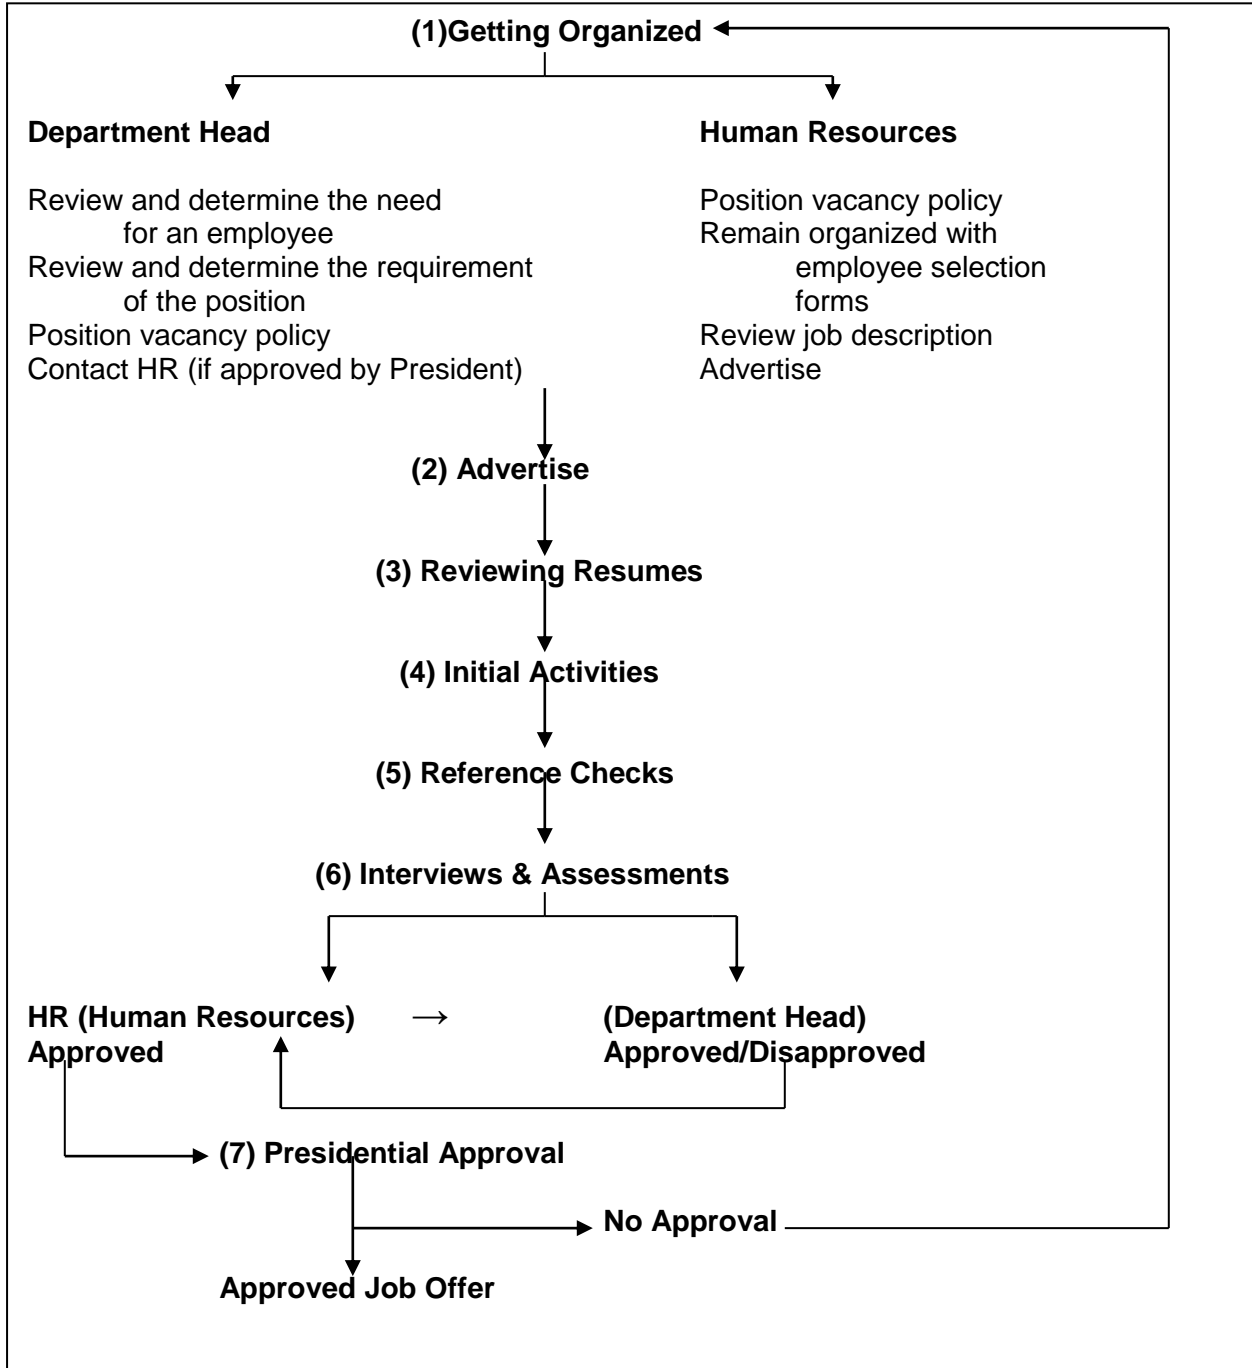 (1)Getting Organized
Department Head
Review and determine the need
for an employee
Review and determine the requirement
of the position
Position vacancy policy
Contact HR (if approved by President)
Human Resources
Position vacancy policy
Remain organized with
employee selection
forms
Review job description
Advertise
(2) Advertise
(3) Reviewing Resumes
(4) Initial Activities
(5) Reference Checks
(6) Interviews & Assessments
HR (Human Resources) →
Approved
(Department Head)
Approved/Disapproved
(7) Presidential Approval
No Approval
Approved Job Offer